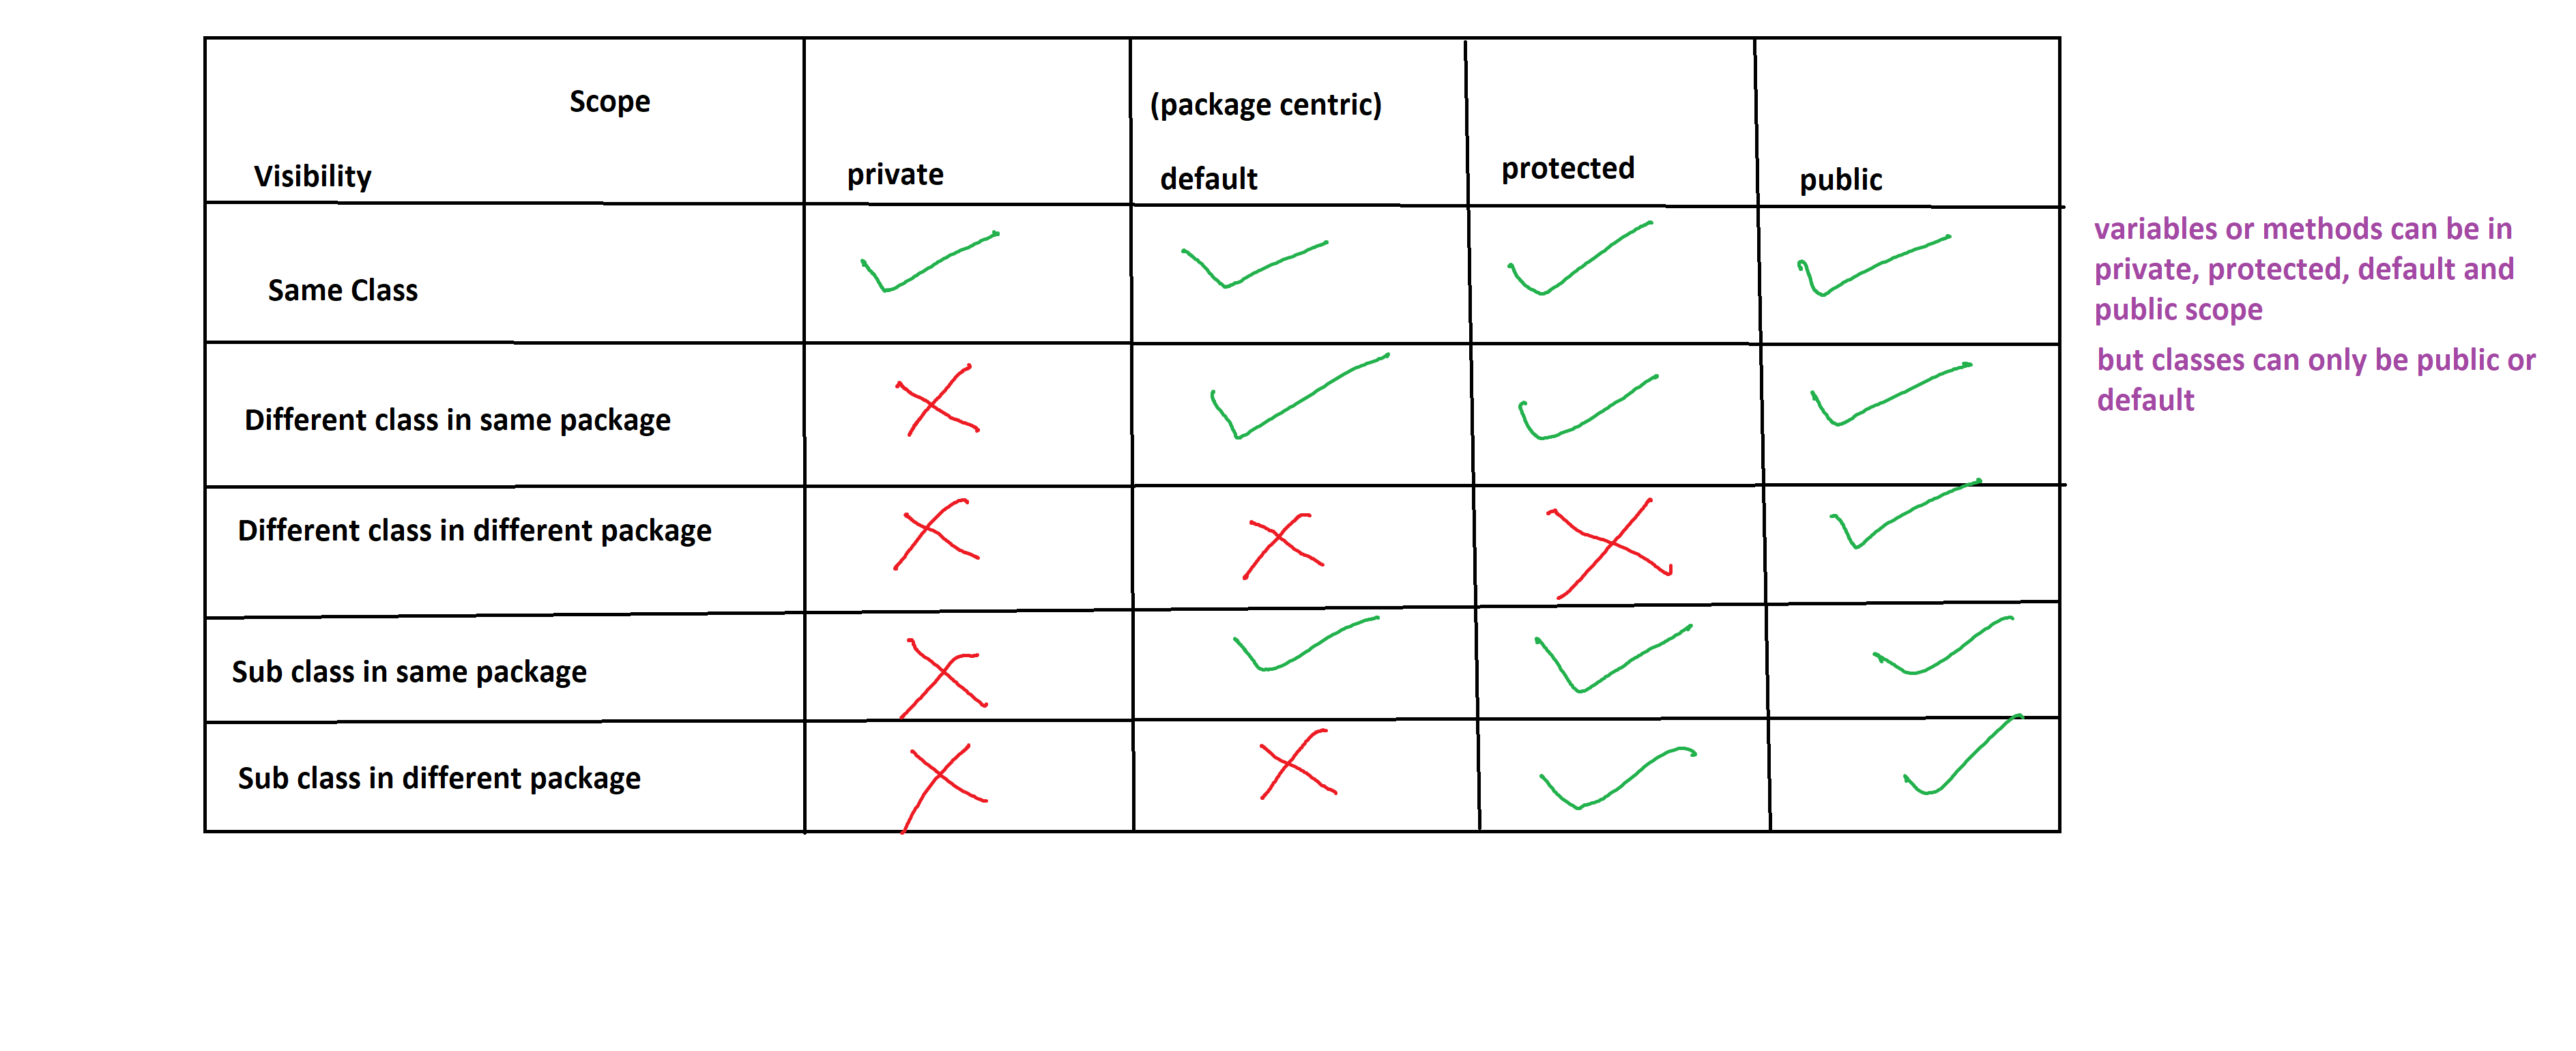 Scope
(package centric)
Visibility
private
default
protected
public
Same Class
variables or methods can be in
private, protected, default and
public scope
but classes can only be public or
default
Different class in same package
Different class in different package
Sub class in same package
Sub class in different package